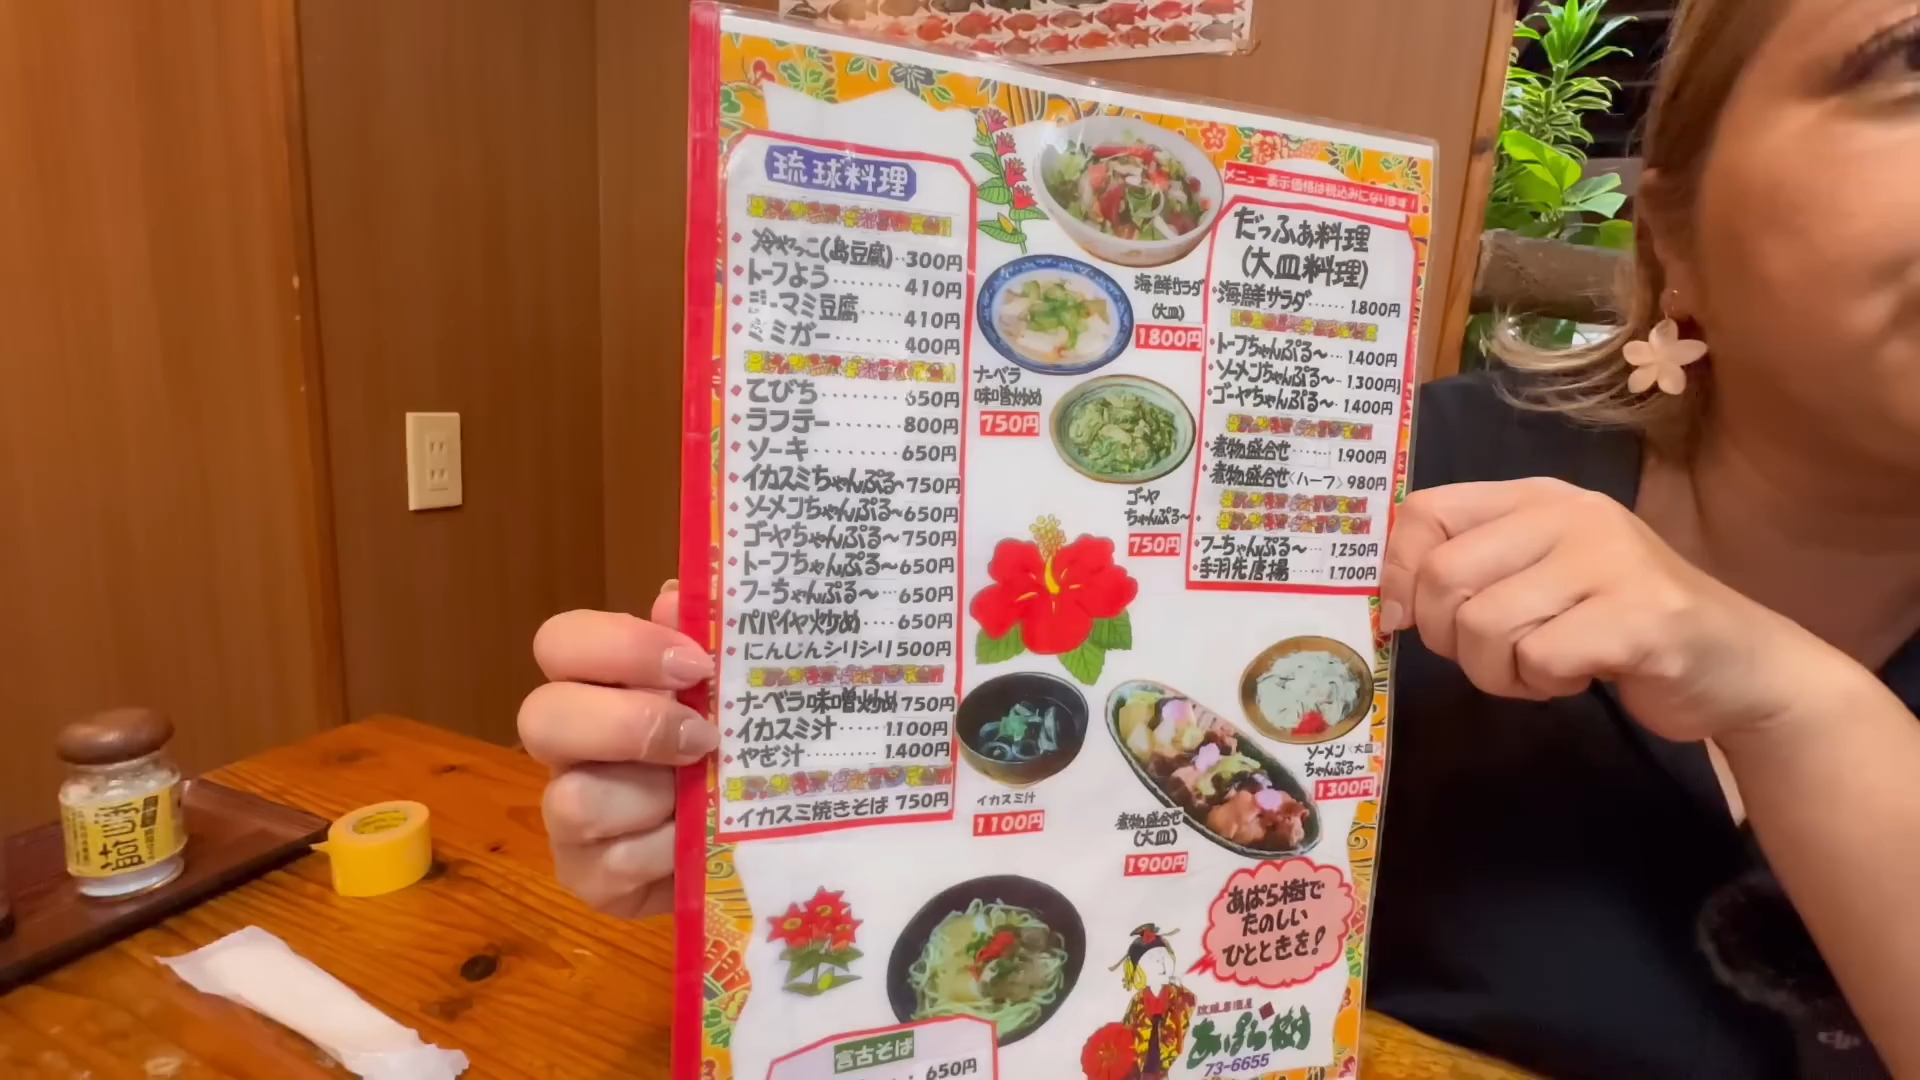 琉球料理
冷やっこ(島豆腐)‥300円
トーフよう‥‥‥‥410円
ジーマミ豆腐‥‥‥410円
ミミガー‥‥‥‥400円
てびち‥‥‥‥650円
ラフテー‥‥‥‥800円
ソーキ‥‥‥‥650円
イカスミちゃんぷる~750円
ソーメンちゃんぷる~650円
ゴーヤちゃんぷる~750円
トーフちゃんぷる~650円
フーちゃんぷる~‥650円
パパイヤ炒め‥‥650円
にんじんシリシリ500円
ナーベラ味噌炒め750円
イカスミ汁‥‥1.100円
やぎ汁‥‥‥‥1.400円
イカスミ焼きそば 750円
海鮮サラダ
(大皿)
1800円
ナーベラ
味噌炒め
750円
ゴーヤ
ちゃんぷる~
750円
メニュー表示価格は税込みになります!
だっふぁ料理
(大皿料理)
海鮮サラダ‥‥‥1.800円
トーフちゃんぷる~‥1.400円
ソーメンちゃんぷる~‥1.300円
ゴーヤちゃんぷる~‥1.400円
煮物盛合せ‥‥‥1.900円
煮物盛合せ〈ハーフ〉980円
フーちゃんぷる~‥1.250円
手羽先唐揚‥‥1.700円
イカスミ汁
1100円
煮物盛合せ
(大皿)
1900円
ソーメン〈大皿〉
ちゃんぷる~
1300円
あぱら樹で
たのしい
ひとときを!
琉球居酒屋
あぱら樹
73-6655
宮古そば
650円